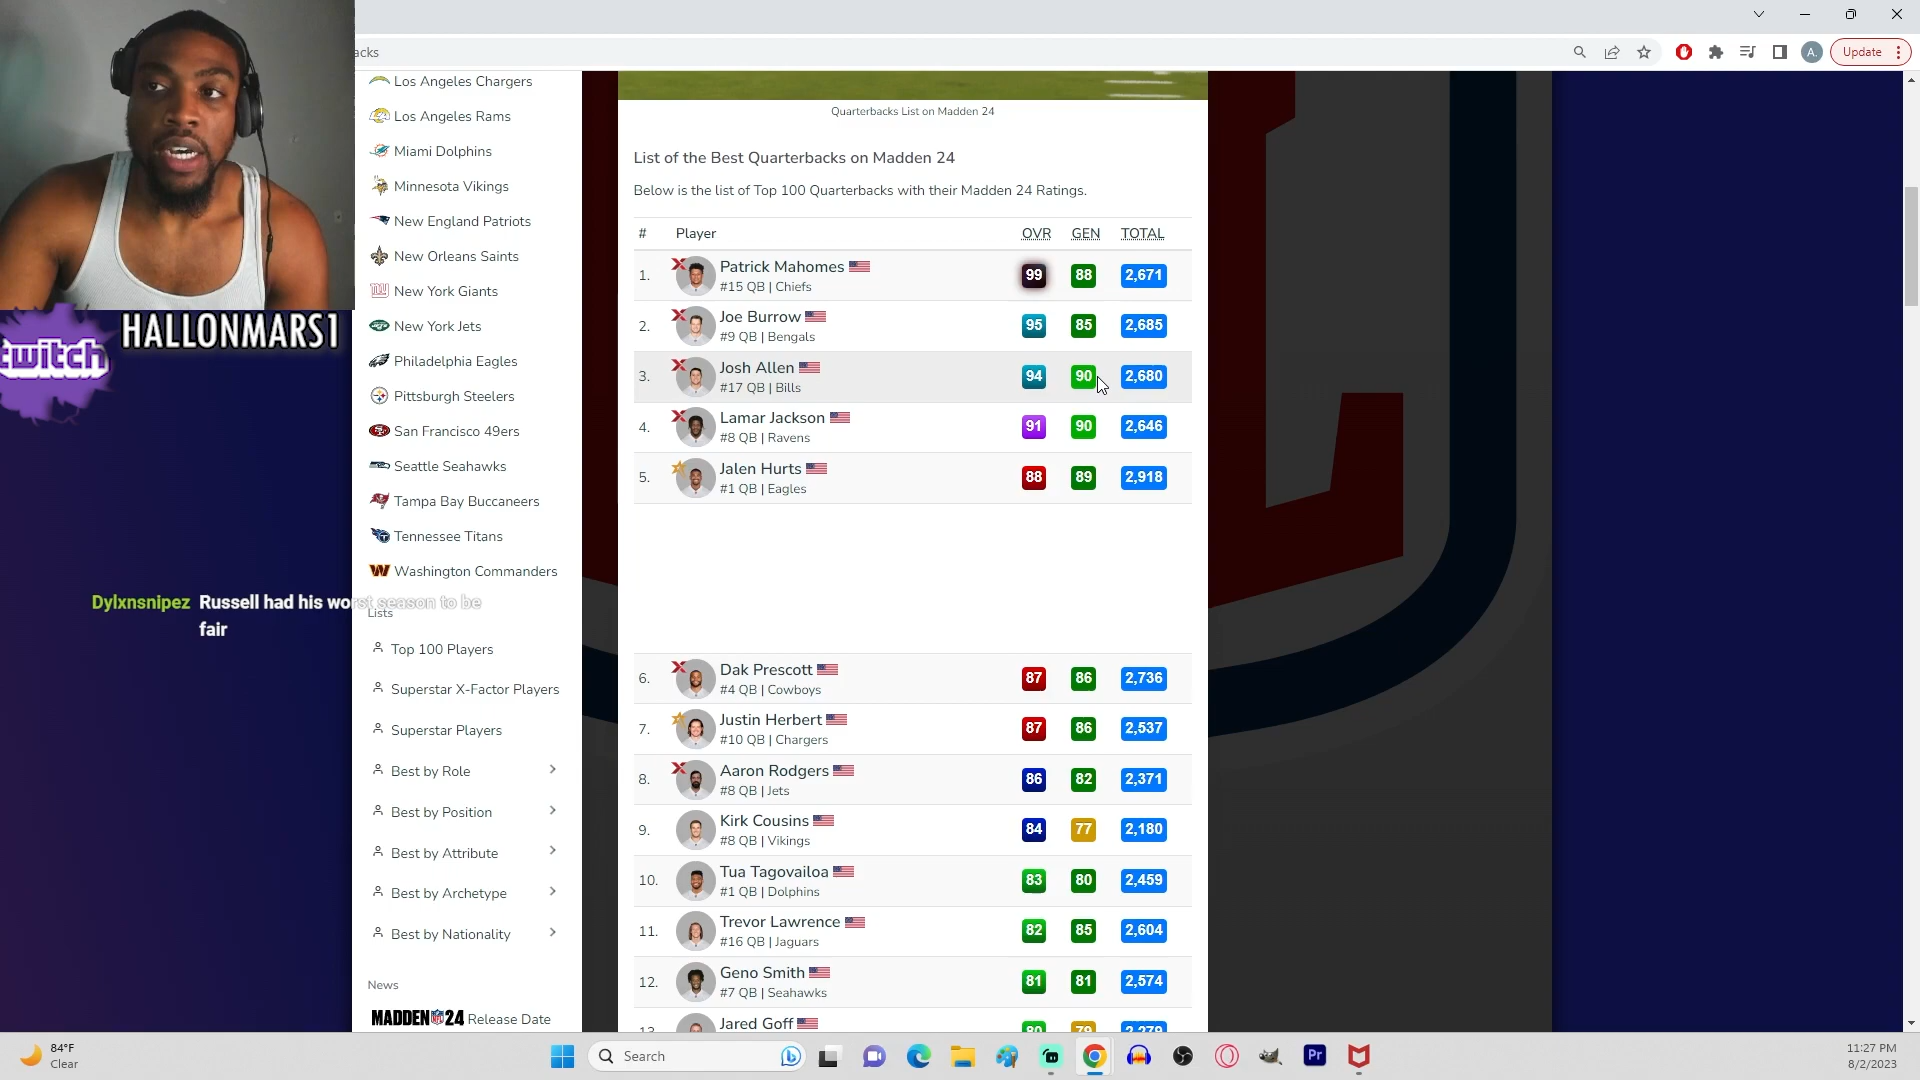 acks
Update
A.
twitch
HALLONMARS1
Dylxnsnipez Russell had his worst season to be
fair
Los Angeles Chargers
Los Angeles Rams
Miami Dolphins
Minnesota Vikings
New England Patriots
New Orleans Saints
New York Giants
New York Jets
Philadelphia Eagles
Pittsburgh Steelers
San Francisco 49ers
Seattle Seahawks
Tampa Bay Buccaneers
Tennessee Titans
Washington Commanders
Lists
Top 100 Players
Superstar X-Factor Players
Superstar Players
Best by Role
Best by Position
Best by Attribute
Best by Archetype
Best by Nationality
News
MADDEN 24 Release Date
Quarterbacks List on Madden 24
List of the Best Quarterbacks on Madden 24
Below is the list of Top 100 Quarterbacks with their Madden 24 Ratings.
# Player OVR GEN TOTAL
1. Patrick Mahomes 99 88 2,671
#15 QB | Chiefs
2. Joe Burrow 95 85 2,685
#9 QB | Bengals
3. Josh Allen 94 90 2,680
#17 QB | Bills
4. Lamar Jackson 91 90 2,646
#8 QB | Ravens
5. Jalen Hurts 88 89 2,918
#1 QB | Eagles
6. Dak Prescott 87 86 2,736
#4 QB | Cowboys
7. Justin Herbert 87 86 2,537
#10 QB | Chargers
8. Aaron Rodgers 86 82 2,371
#8 QB | Jets
9. Kirk Cousins 84 77 2,180
#8 QB | Vikings
10. Tua Tagovailoa 83 80 2,459
#1 QB | Dolphins
11. Trevor Lawrence 82 85 2,604
#16 QB | Jaguars
12. Geno Smith 81 81 2,574
#7 QB | Seahawks
13. Jared Goff 80 79 2,279
84°F
Clear
Search
Pr
11:27 PM
8/2/2023